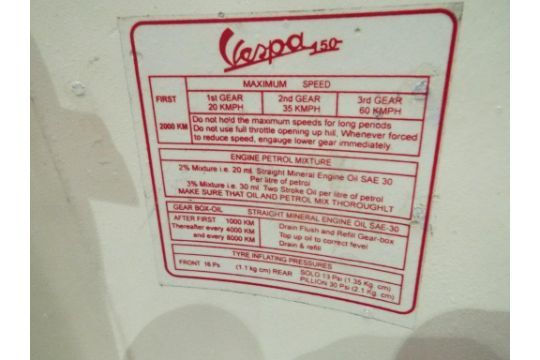 Vespa 150
MAXIMUM SPEED
FIRST
2000 KM
1st GEAR 2nd GEAR 3rd GEAR
20 KMPH 35 KMPH 60 KMPH
Do not hold the maximum speeds for long periods
Do not use full throttle opening up hill, Whenever forced
to reduce speed, engauge lower gear immediately
ENGINE PETROL MIXTURE
2% Mixture i.e. 20 ml. Straight Mineral Engine Oil SAE 30
Per litre of petrol
3% Mixture i.e. 30 ml. Two Stroke Oil per litre of petrol
MAKE SURE THAT OIL AND PETROL MIX THOROUGHLT
GEAR BOX-OIL STRAIGHT MINERAL ENGINE OIL SAE-30
AFTER FIRST 1000 KM Drain Flush and Refill Gear-box
Thereafter every 4000 KM Top up oil to correct fevel
and every 8000 KM Drain & refill
TYRE INFLATING PRESSURES
FRONT 16 Ps (1.1 kg cm) REAR SOLO 13 Psi (1.35 Kg. cm)
PILLION 30 Psi (2.1 Kg. cm)